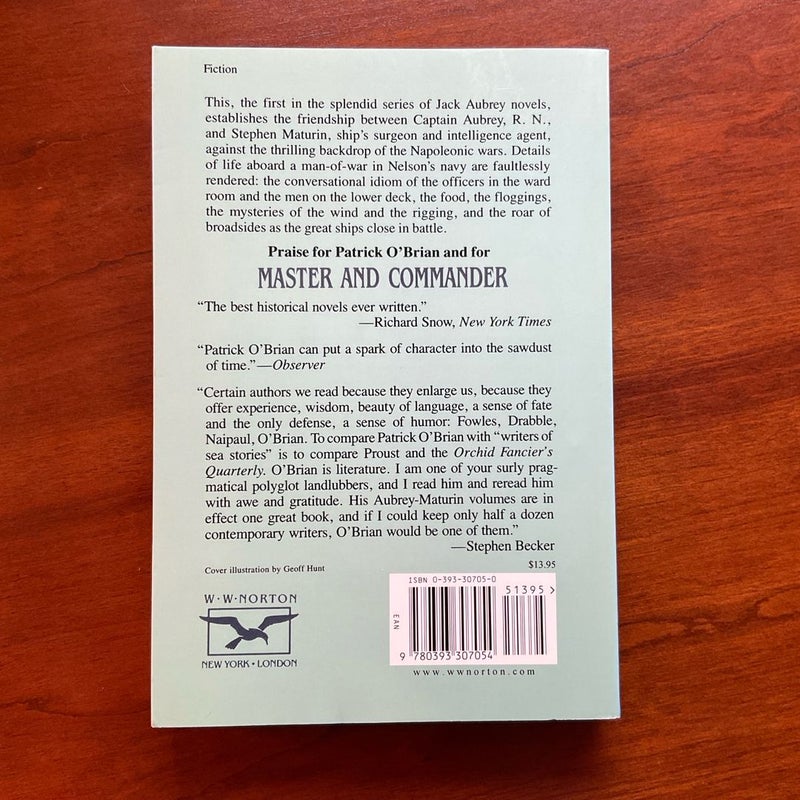 Fiction
This, the first in the splendid series of Jack Aubrey novels,
establishes the friendship between Captain Aubrey, R. N.,
and Stephen Maturin, ship's surgeon and intelligence agent,
against the thrilling backdrop of the Napoleonic wars. Details
of life aboard a man-of-war in Nelson's navy are faultlessly
rendered: the conversational idiom of the officers in the ward
room and the men on the lower deck, the food, the floggings,
the mysteries of the wind and the rigging, and the roar of
broadsides as the great ships close in battle.
Praise for Patrick O'Brian and for
MASTER AND COMMANDER
“The best historical novels ever written.”
—Richard Snow, New York Times
“Patrick O'Brian can put a spark of character into the sawdust
of time.”—Observer
“Certain authors we read because they enlarge us, because they
offer experience, wisdom, beauty of language, a sense of fate
and the only defense, a sense of humor: Fowles, Drabble,
Naipaul, O'Brian. To compare Patrick O'Brian with “writers of
sea stories” is to compare Proust and the Orchid Fancier's
Quarterly. O'Brian is literature. I am one of your surly prag-
matical polyglot landlubbers, and I read him and reread him
with awe and gratitude. His Aubrey-Maturin volumes are in
effect one great book, and if I could keep only half a dozen
contemporary writers, O'Brian would be one of them.”
—Stephen Becker
Cover illustration by Geoff Hunt
$13.95
W·W·NORTON
NEW YORK • LONDON
ISBN 0-393-30705-0
51395 >
EAN
9 780393 307054
www.wwnorton.com